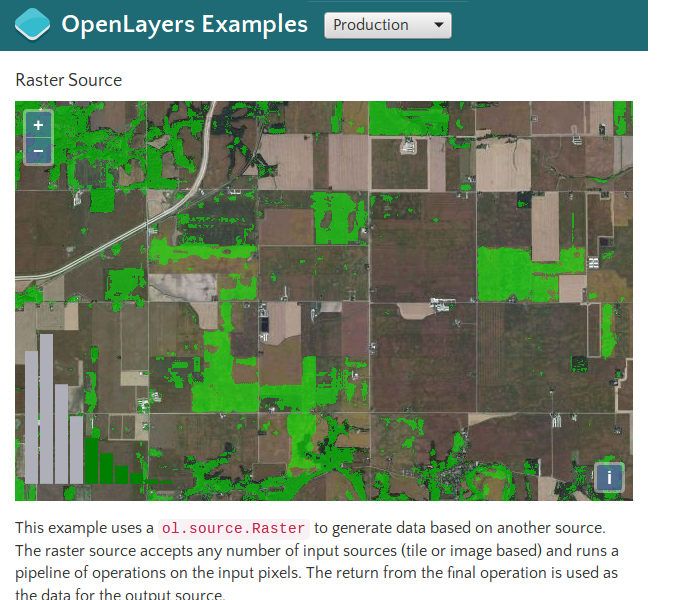 OpenLayers Examples
Production
Raster Source
+
−
i
This example uses a ol.source.Raster to generate data based on another source.
The raster source accepts any number of input sources (tile or image based) and runs a
pipeline of operations on the input pixels. The return from the final operation is used as
the data for the output source.